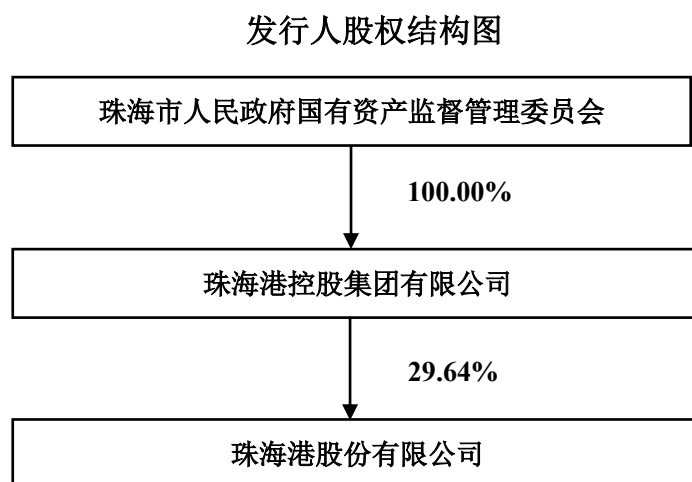 发行人股权结构图
珠海市人民政府国有资产监督管理委员会
100.00%
珠海港控股集团有限公司
29.64%
珠海港股份有限公司